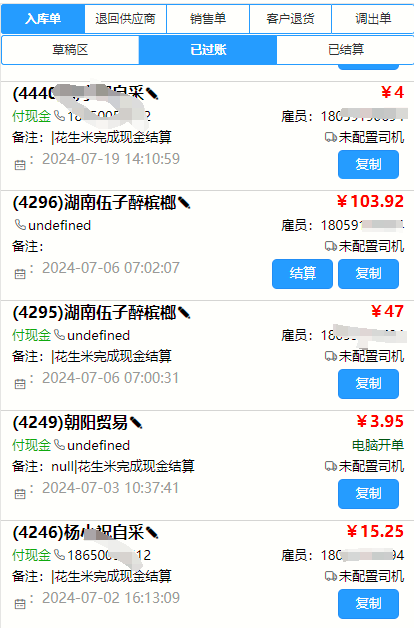 入库单 退回供应商 销售单 客户退货 调出单
草稿区 已过账 已结算
(4440 自采 ￥4
付现金 18650 2 雇员：18059
备注：|花生米完成现金结算 未配置司机
：2024-07-19 14:10:59 复制
(4296)湖南伍子醉槟榔 ￥103.92
undefined 雇员：180591
备注： 未配置司机
：2024-07-06 07:02:07 结算 复制
(4295)湖南伍子醉槟榔 ￥47
付现金 undefined 雇员：1805
备注：|花生米完成现金结算 未配置司机
：2024-07-06 07:00:31 复制
(4249)朝阳贸易 ￥3.95
付现金 undefined 电脑开单
备注：null|花生米完成现金结算 未配置司机
：2024-07-03 10:37:41 复制
(4246)杨小 自采 ￥15.25
付现金 18650 12 雇员：180 94
备注：|花生米完成现金结算 未配置司机
：2024-07-02 16:13:09 复制